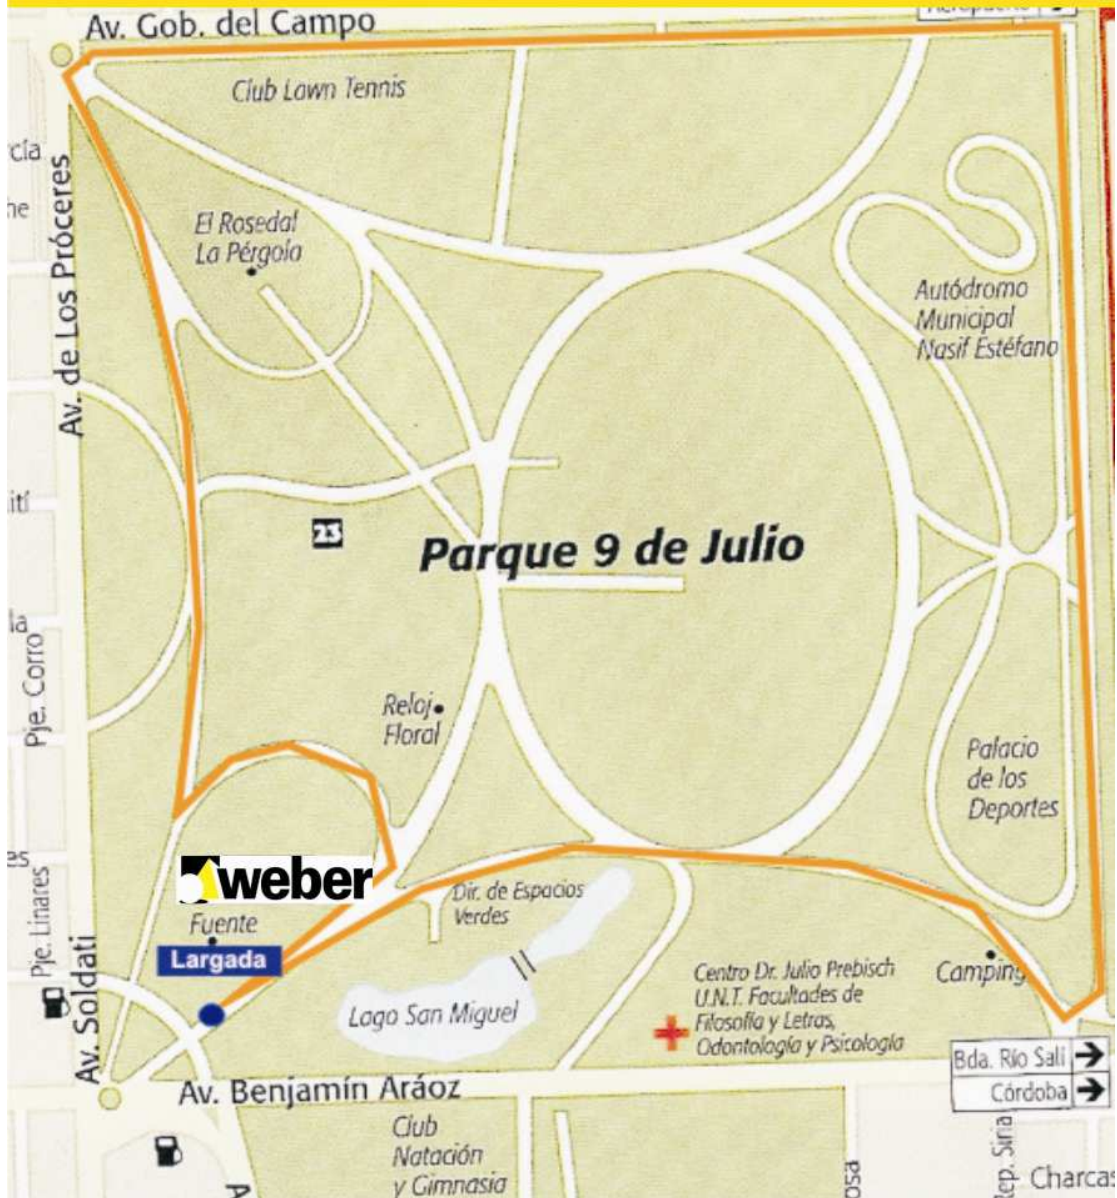 Av. Gob. del Campo
Aeropuerto
Club Lawn Tennis
Av. de Los Próceres
El Rosedal
La Pérgola
Autódromo
Municipal
Nasif Estéfano
23
Parque 9 de Julio
Pje. Corro
Reloj
Floral
Palacio
de los
Deportes
weber
Pje. Linares
Fuente
Largada
Dir. de Espacios
Verdes
Av. Soldati
Lago San Miguel
Centro Dr. Julio Prebisch
U.N.T. Facultades de
Filosofía y Letras,
Odontología y Psicología
Camping
Bda. Río Salí
Córdoba
Av. Benjamín Aráoz
Club
Natación
y Gimnasia
Charcas